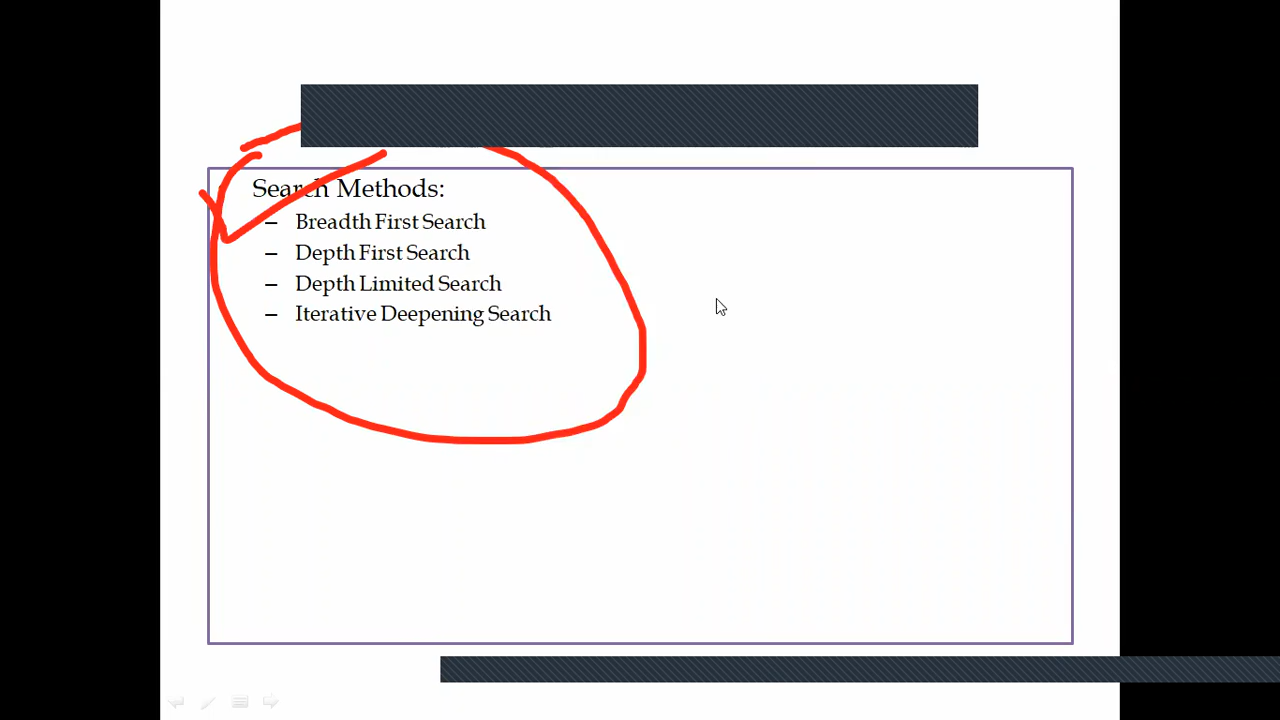 Search Methods:
– Breadth First Search
– Depth First Search
– Depth Limited Search
– Iterative Deepening Search